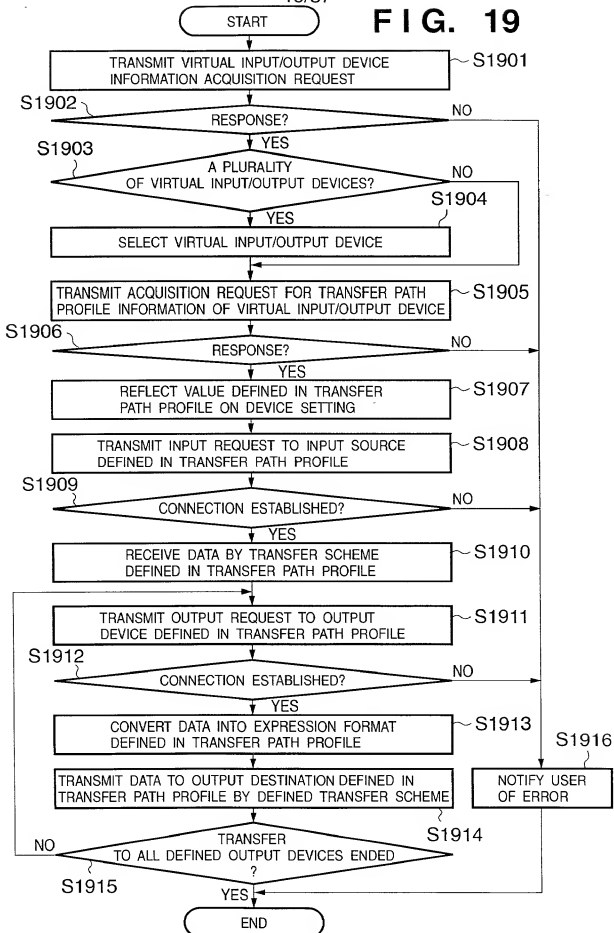 FIG. 19
START
TRANSMIT VIRTUAL INPUT/OUTPUT DEVICE
INFORMATION ACQUISITION REQUEST
S1901
S1902
RESPONSE?
NO
YES
S1903
A PLURALITY
OF VIRTUAL INPUT/OUTPUT DEVICES?
NO
YES
S1904
SELECT VIRTUAL INPUT/OUTPUT DEVICE
TRANSMIT ACQUISITION REQUEST FOR TRANSFER PATH
PROFILE INFORMATION OF VIRTUAL INPUT/OUTPUT DEVICE
S1905
S1906
RESPONSE?
NO
YES
REFLECT VALUE DEFINED IN TRANSFER
PATH PROFILE ON DEVICE SETTING
S1907
TRANSMIT INPUT REQUEST TO INPUT SOURCE
DEFINED IN TRANSFER PATH PROFILE
S1908
S1909
CONNECTION ESTABLISHED?
NO
YES
RECEIVE DATA BY TRANSFER SCHEME
DEFINED IN TRANSFER PATH PROFILE
S1910
TRANSMIT OUTPUT REQUEST TO OUTPUT
DEVICE DEFINED IN TRANSFER PATH PROFILE
S1911
S1912
CONNECTION ESTABLISHED?
NO
YES
CONVERT DATA INTO EXPRESSION FORMAT
DEFINED IN TRANSFER PATH PROFILE
S1913
S1916
TRANSMIT DATA TO OUTPUT DESTINATION DEFINED IN
TRANSFER PATH PROFILE BY DEFINED TRANSFER SCHEME
S1914
NOTIFY USER
OF ERROR
NO
TRANSFER
TO ALL DEFINED OUTPUT DEVICES ENDED
?
S1915
YES
END